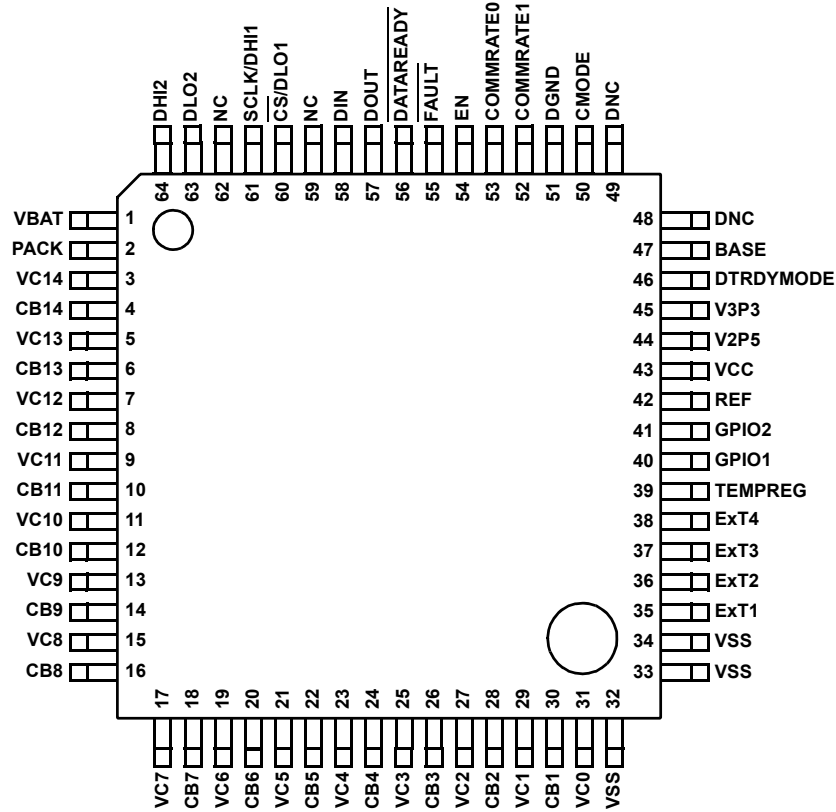 DHI2
DLO2
NC
SCLK/DHI1
CS/DLO1
NC
DIN
DOUT
DATAREADY
FAULT
EN
COMMRATE0
COMMRATE1
DGND
CMODE
DNC
64
63
62
61
60
59
58
57
56
55
54
53
52
51
50
49
VBAT 1
PACK 2
VC14 3
CB14 4
VC13 5
CB13 6
VC12 7
CB12 8
VC11 9
CB11 10
VC10 11
CB10 12
VC9 13
CB9 14
VC8 15
CB8 16
48 DNC
47 BASE
46 DTRDYMODE
45 V3P3
44 V2P5
43 VCC
42 REF
41 GPIO2
40 GPIO1
39 TEMPREG
38 ExT4
37 ExT3
36 ExT2
35 ExT1
34 VSS
33 VSS
17
18
19
20
21
22
23
24
25
26
27
28
29
30
31
32
VC7
CB7
VC6
CB6
VC5
CB5
VC4
CB4
VC3
CB3
VC2
CB2
VC1
CB1
VC0
VSS